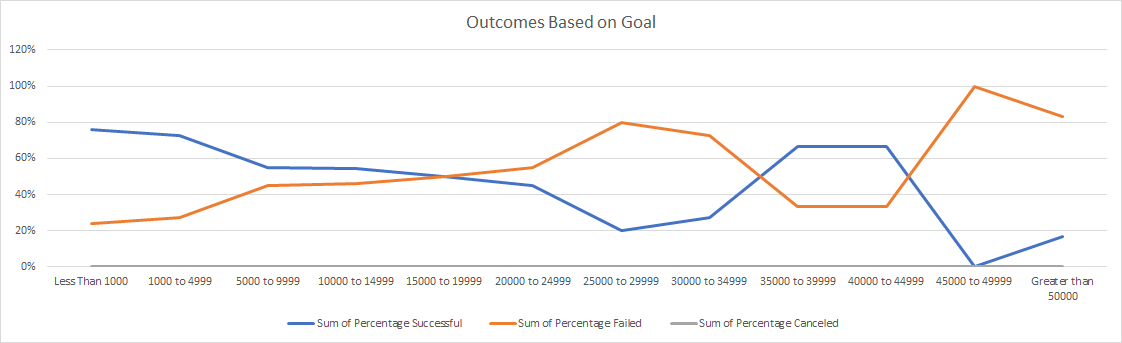 Outcomes Based on Goal
120%
100%
80%
60%
40%
20%
0%
Less Than 1000 1000 to 4999 5000 to 9999 10000 to 14999 15000 to 19999 20000 to 24999 25000 to 29999 30000 to 34999 35000 to 39999 40000 to 44999 45000 to 49999 Greater than
50000
Sum of Percentage Successful Sum of Percentage Failed Sum of Percentage Canceled